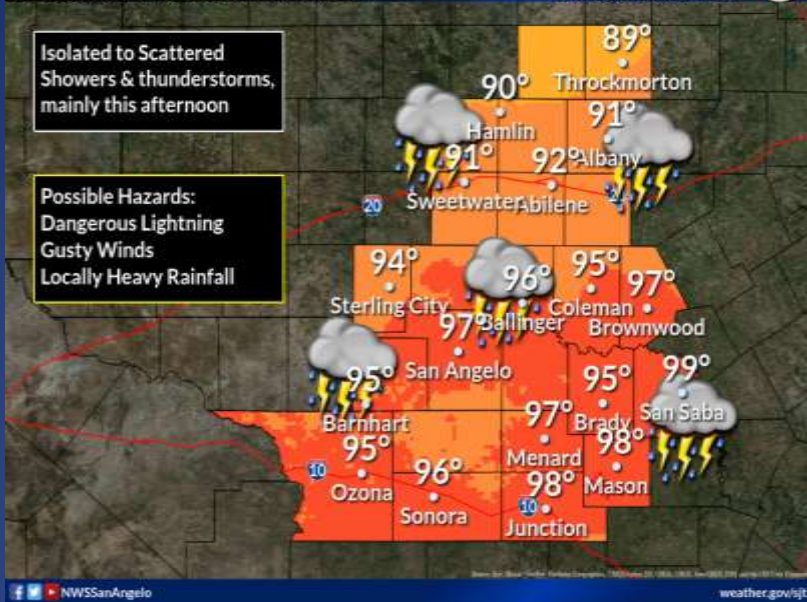 Isolated to Scattered
Showers & thunderstorms,
mainly this afternoon
Possible Hazards:
Dangerous Lightning
Gusty Winds
Locally Heavy Rainfall
89°
Throckmorton
90°
Hamlin
91°
Albany
91°
Sweetwater
92°
Abilene
20
94°
Sterling City
96°
Ballinger
95°
Coleman
97°
Brownwood
97°
San Angelo
95°
Barnhart
95°
Brady
99°
San Saba
97°
Menard
98°
Mason
95°
Ozona
10
96°
Sonora
98°
10
Junction
NWSSanAngelo
weather.gov/sjt